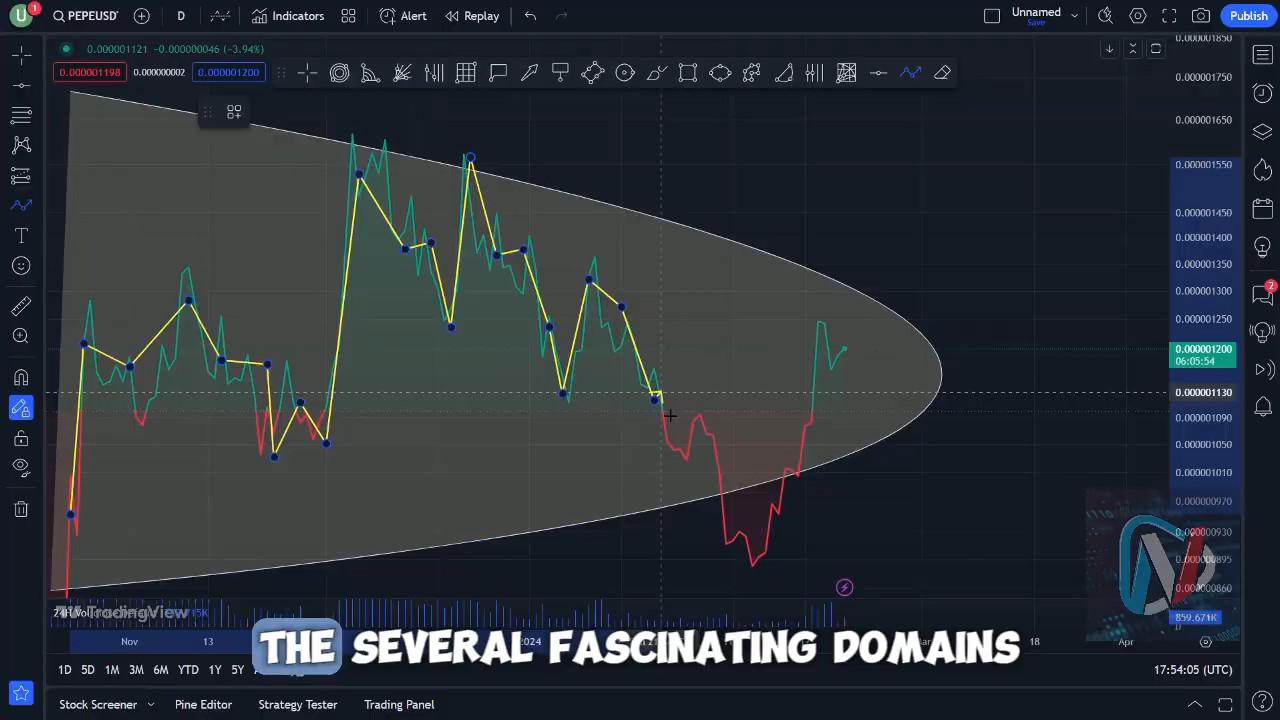 U 1 PEPEUSD D Indicators Alert Replay Unnamed Save Publish
0.000001121 -0.000000046 (-3.94%)
0.000001198 0.000000002 0.000001200
0.000001850
0.000001750
0.000001650
0.000001550
0.000001450
0.000001400
0.000001350
0.000001300
0.000001250
0.000001200
06:05:54
0.000001130
0.000001090
0.000001050
0.000001010
0.000000970
0.000000930
0.000000895
0.000000860
2
TradingView
859.671K
Nov 13 2024 18 Apr
THE SEVERAL FASCINATING DOMAINS
1D 5D 1M 3M 6M YTD 1Y 5Y 17:54:05 (UTC)
Stock Screener Pine Editor Strategy Tester Trading Panel